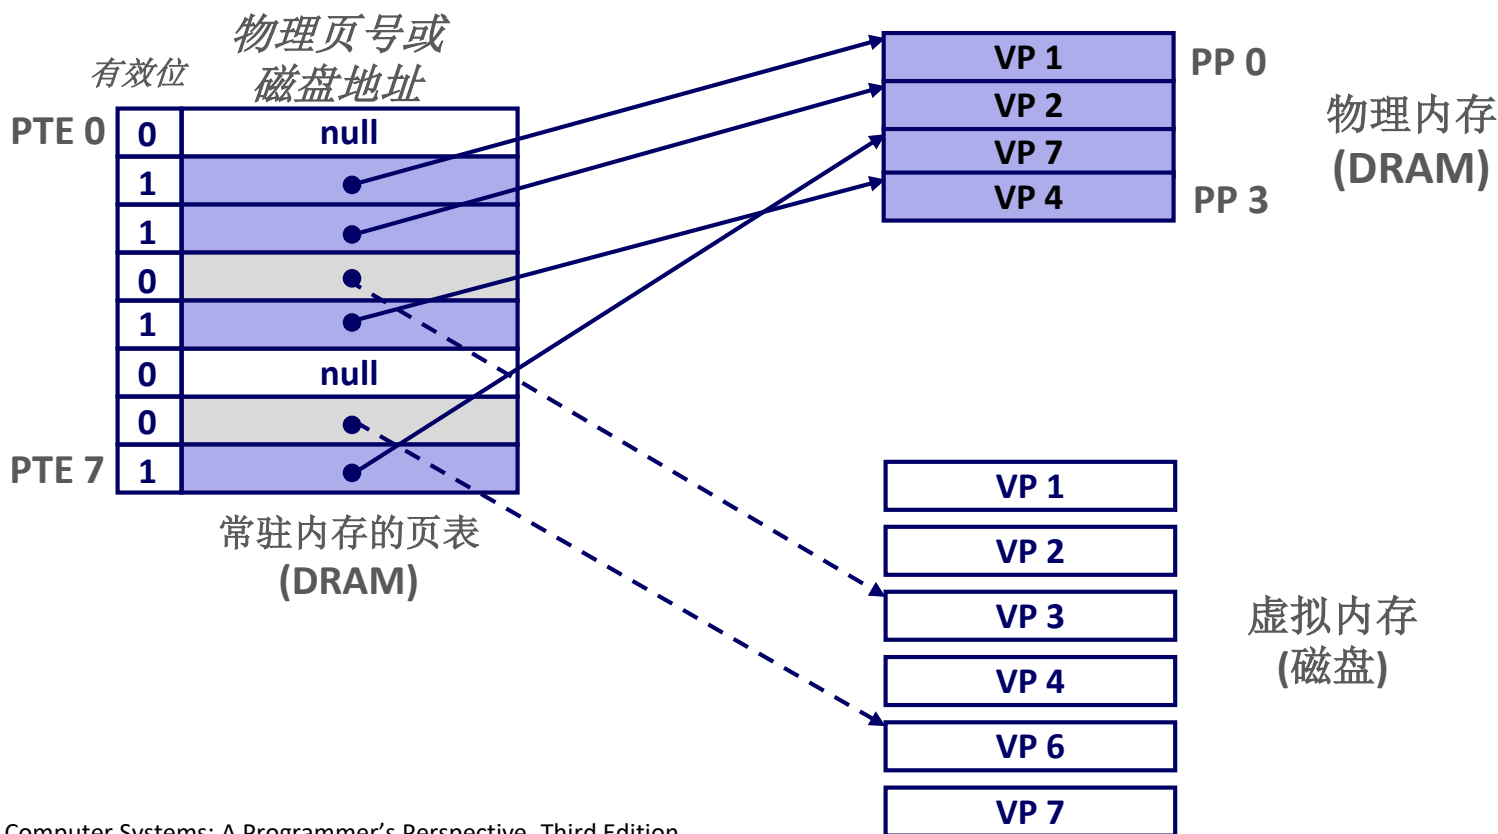 物理页号或
磁盘地址
有效位
PTE 0
0
null
1
1
0
1
0
null
0
PTE 7
1
常驻内存的页表
(DRAM)
VP 1
PP 0
VP 2
VP 7
VP 4
PP 3
物理内存
(DRAM)
VP 1
VP 2
VP 3
VP 4
VP 6
VP 7
虚拟内存
(磁盘)
Computer Systems: A Programmer's Perspective, Third Edition